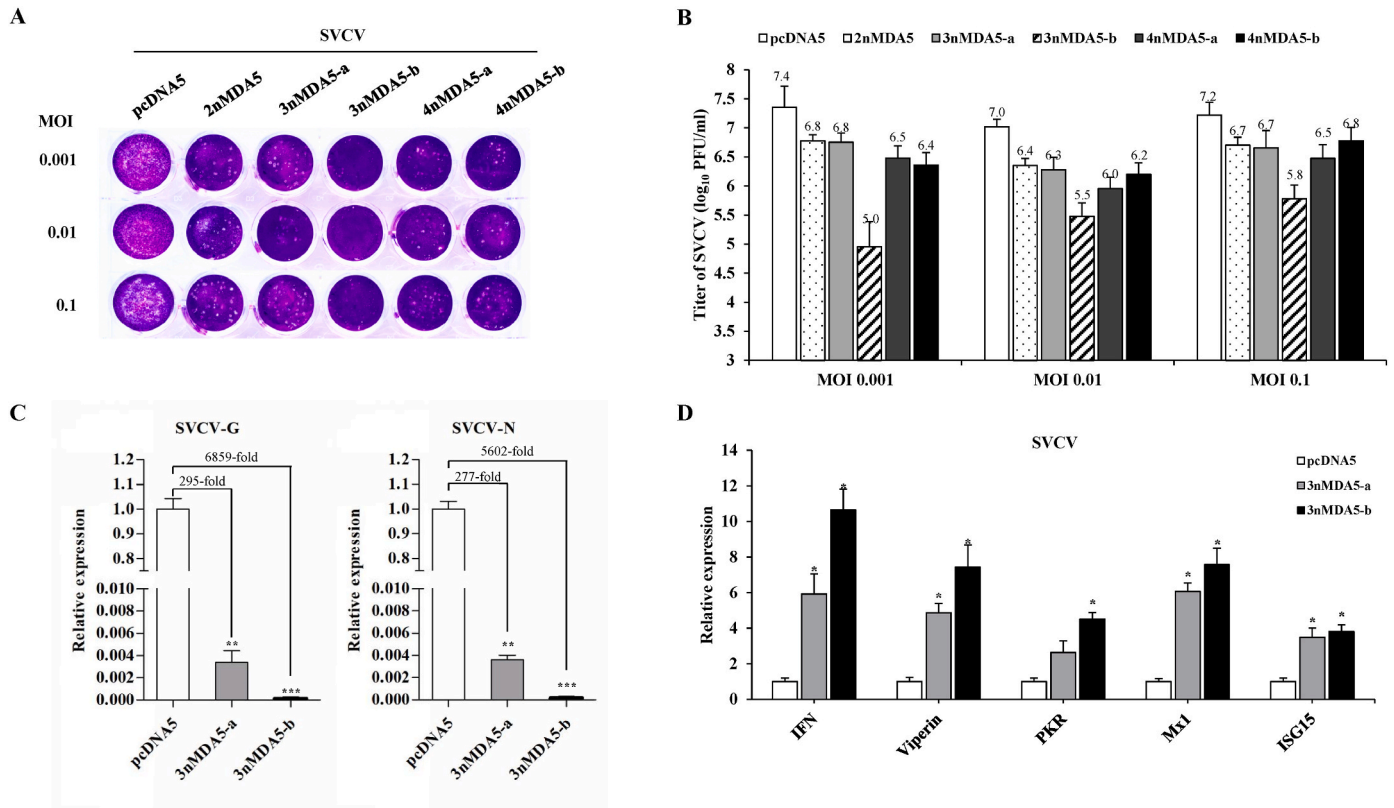 A
SVCV
pcDNA5 2nMDA5 3nMDA5-a 3nMDA5-b 4nMDA5-a 4nMDA5-b
MOI
0.001
0.01
0.1
B
pcDNA5 2nMDA5 3nMDA5-a 3nMDA5-b 4nMDA5-a 4nMDA5-b
Titer of SVCV (log10 PFU/ml)
8
7.5
7
6.5
6
5.5
5
4.5
4
3.5
3
7.4 6.8 6.8 5.0 6.5 6.4
7.0 6.4 6.3 5.5 6.0 6.2
7.2 6.7 6.7 5.8 6.5 6.8
MOI 0.001 MOI 0.01 MOI 0.1
C
SVCV-G
6859-fold
295-fold
Relative expression
1.2
1.1
1.0
0.9
0.8
0.010
0.008
0.006
0.004
0.002
0.000
**
***
pcDNA5 3nMDA5-a 3nMDA5-b
SVCV-N
5602-fold
277-fold
Relative expression
1.2
1.1
1.0
0.9
0.8
0.010
0.008
0.006
0.004
0.002
0.000
**
***
pcDNA5 3nMDA5-a 3nMDA5-b
D
SVCV
pcDNA5
3nMDA5-a
3nMDA5-b
Relative expression
14
12
10
8
6
4
2
0
* * * * * * * * *
IFN Viperin PKR Mx1 ISG15